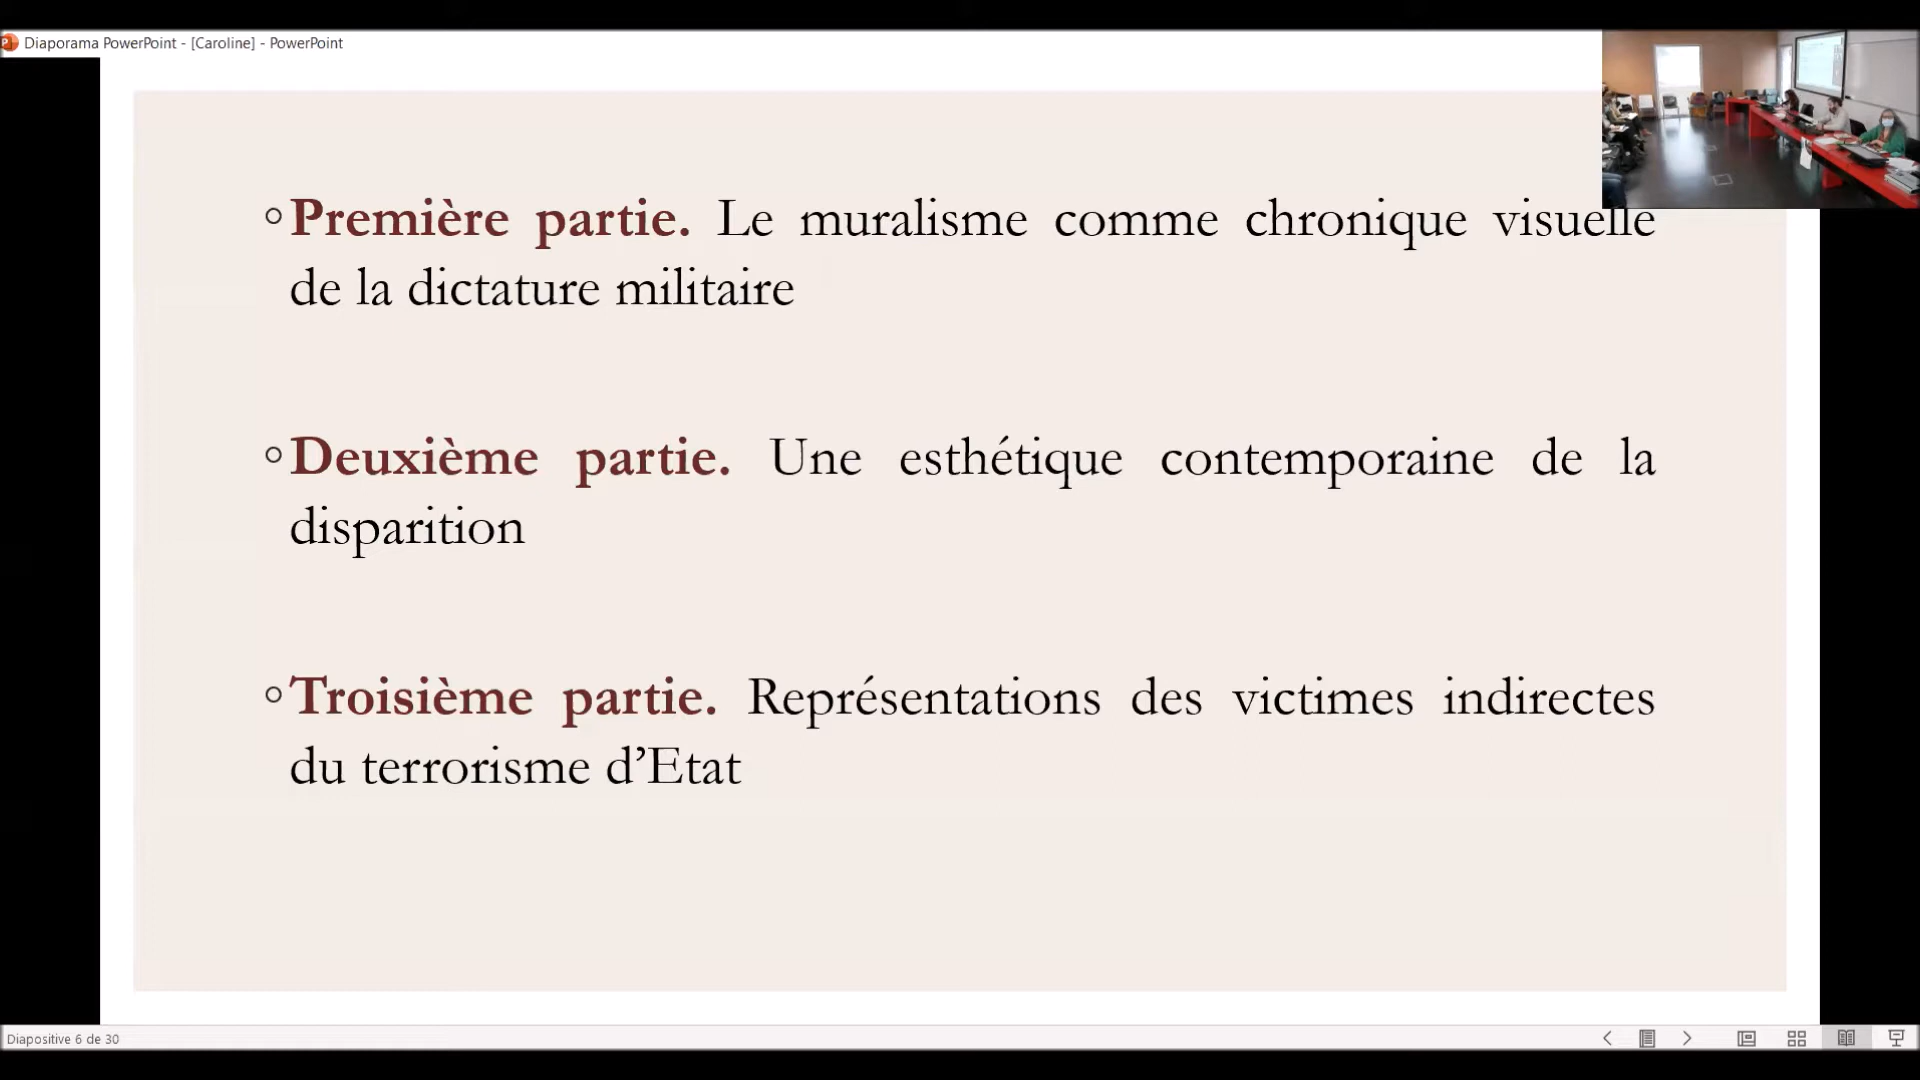 Diaporama PowerPoint - [Caroline] - PowerPoint
Première partie. Le muralisme comme chronique visuelle
de la dictature militaire
Deuxième partie. Une esthétique contemporaine de la
disparition
Troisième partie. Représentations des victimes indirectes
du terrorisme d’Etat
Diapositive 6 de 30